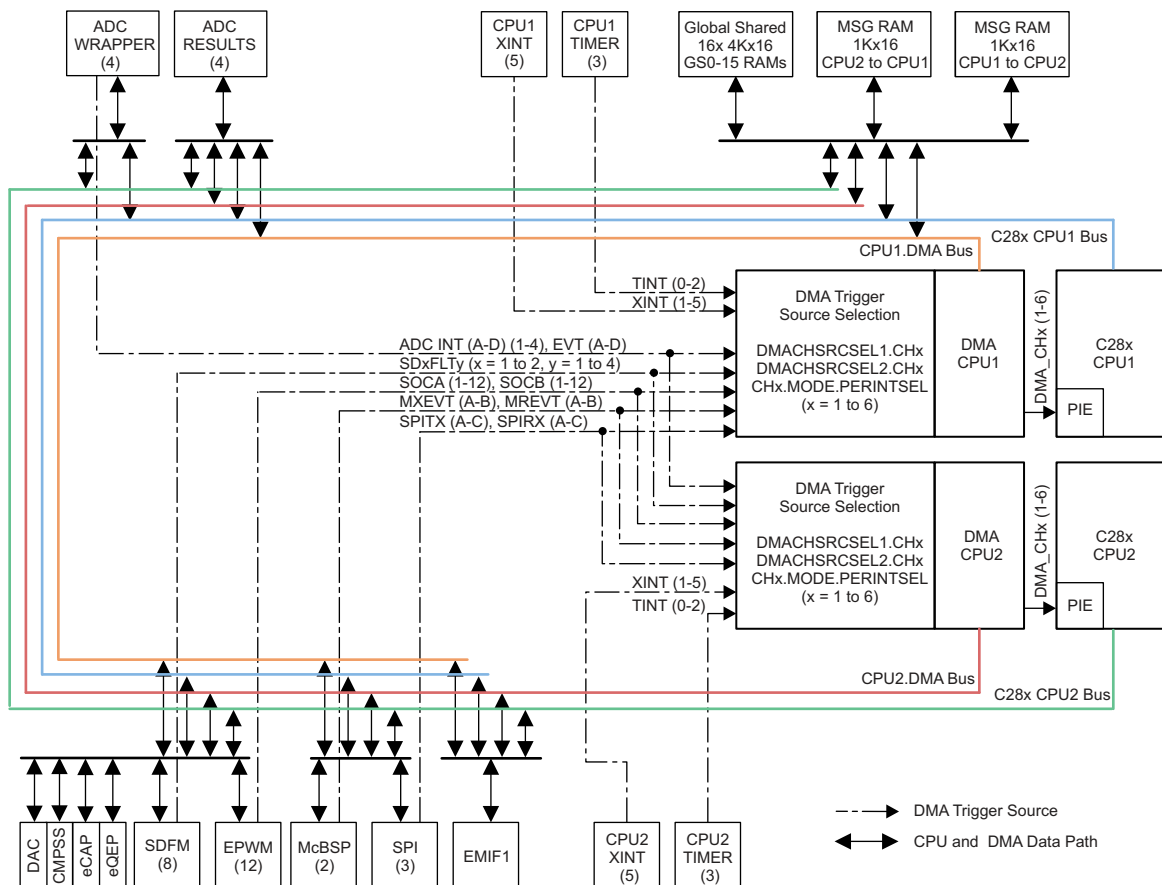 ADC
WRAPPER
(4)
ADC
RESULTS
(4)
CPU1
XINT
(5)
CPU1
TIMER
(3)
Global Shared
16x 4Kx16
GS0-15 RAMs
MSG RAM
1Kx16
CPU2 to CPU1
MSG RAM
1Kx16
CPU1 to CPU2
C28x CPU1 Bus
CPU1.DMA Bus
TINT (0-2)
XINT (1-5)
ADC INT (A-D) (1-4), EVT (A-D)
SDxFLTy (x = 1 to 2, y = 1 to 4)
SOCA (1-12), SOCB (1-12)
MXEVT (A-B), MREVT (A-B)
SPITX (A-C), SPIRX (A-C)
DMA Trigger
Source Selection
DMACHSRCSEL1.CHx
DMACHSRCSEL2.CHx
CHx.MODE.PERINTSEL
(x = 1 to 6)
DMA
CPU1
DMA_CHx (1-6)
C28x
CPU1
PIE
DMA Trigger
Source Selection
DMACHSRCSEL1.CHx
DMACHSRCSEL2.CHx
CHx.MODE.PERINTSEL
(x = 1 to 6)
DMA
CPU2
DMA_CHx (1-6)
C28x
CPU2
PIE
XINT (1-5)
TINT (0-2)
CPU2.DMA Bus
C28x CPU2 Bus
DAC
CMPSS
eCAP
eQEP
SDFM
(8)
EPWM
(12)
McBSP
(2)
SPI
(3)
EMIF1
CPU2
XINT
(5)
CPU2
TIMER
(3)
DMA Trigger Source
CPU and DMA Data Path